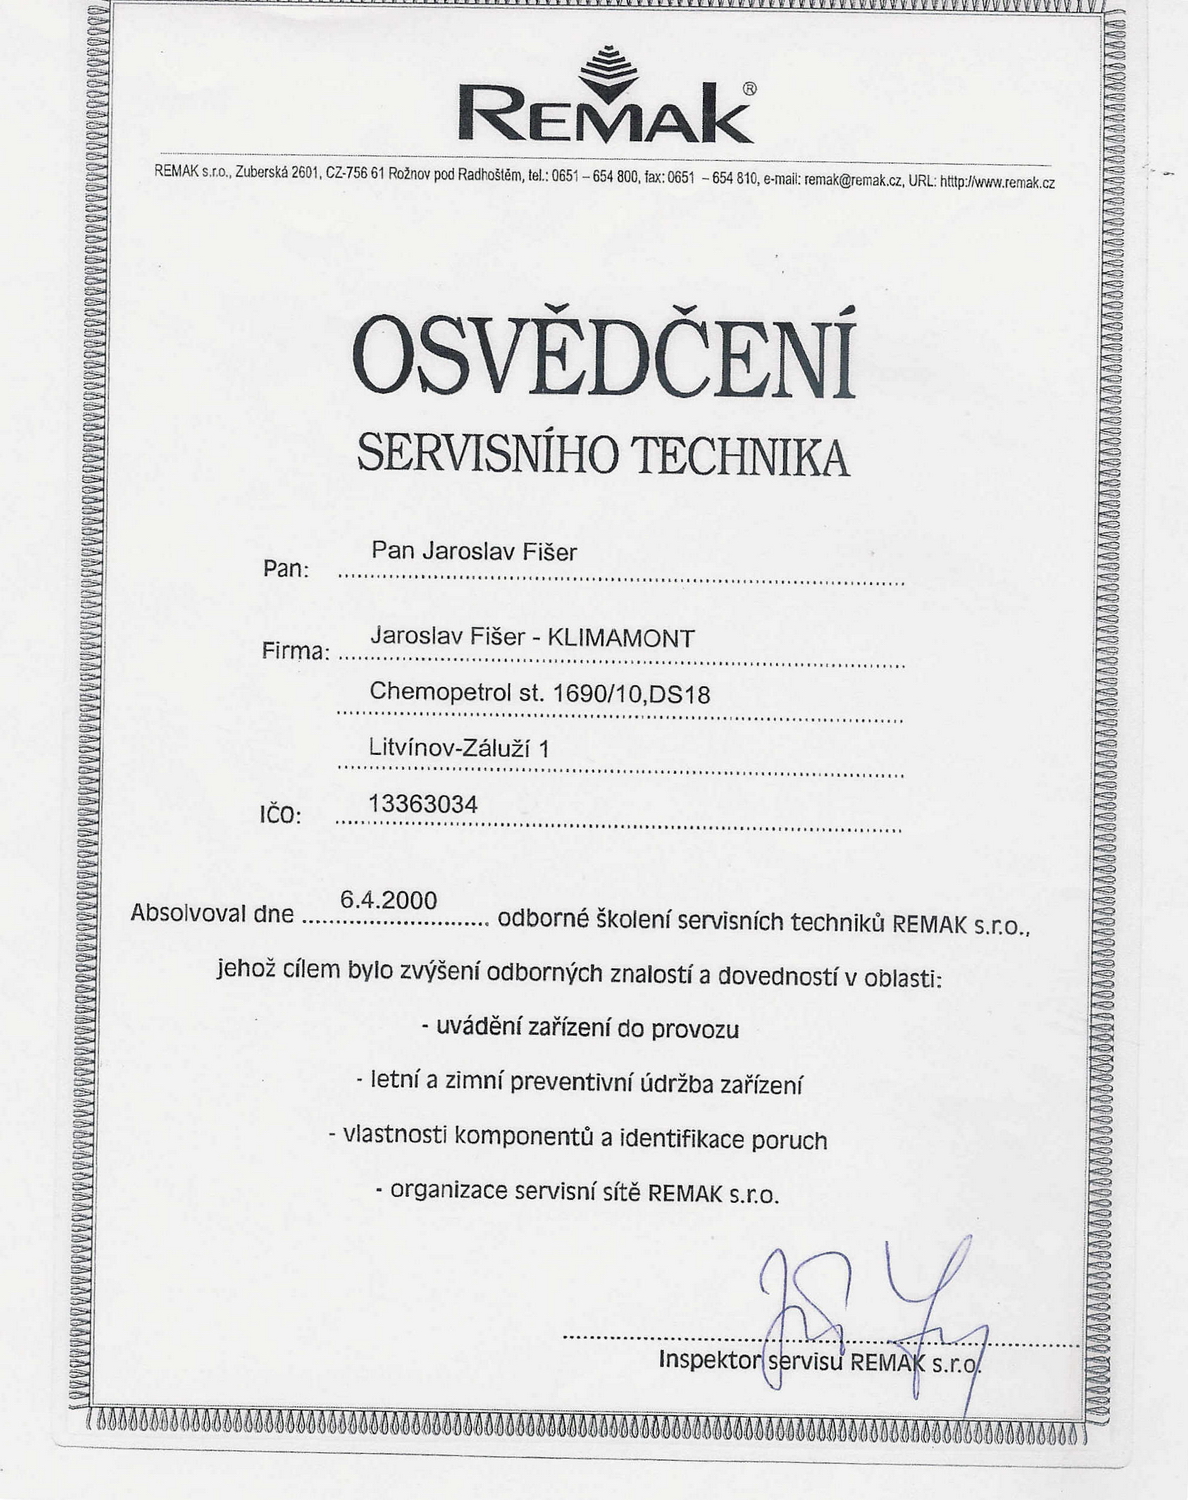 REMAK®
REMAK s.r.o., Zuberská 2601, CZ-756 61 Rožnov pod Radhoštěm, tel.: 0651 – 654 800, fax: 0651 – 654 810, e-mail: remak@remak.cz, URL: htttp://www.remak.cz
OSVĚDČENÍ
SERVISNÍHO TECHNIKA
Pan: Pan Jaroslav Fišer
Firma: Jaroslav Fišer - KLIMAMONT
Chemopetrol st. 1690/10,DS18
Litvínov-Záluží 1
IČO: 13363034
Absolvoval dne 6.4.2000 odborné školení servisních techniků REMAK s.r.o.,
jehož cílem bylo zvýšení odborných znalostí a dovedností v oblasti:
- uvádění zařízení do provozu
- letní a zimní preventivní údržba zařízení
- vlastnosti komponentů a identifikace poruch
- organizace servisní sítě REMAK s.r.o.
Inspektor servisu REMAK s.r.o.